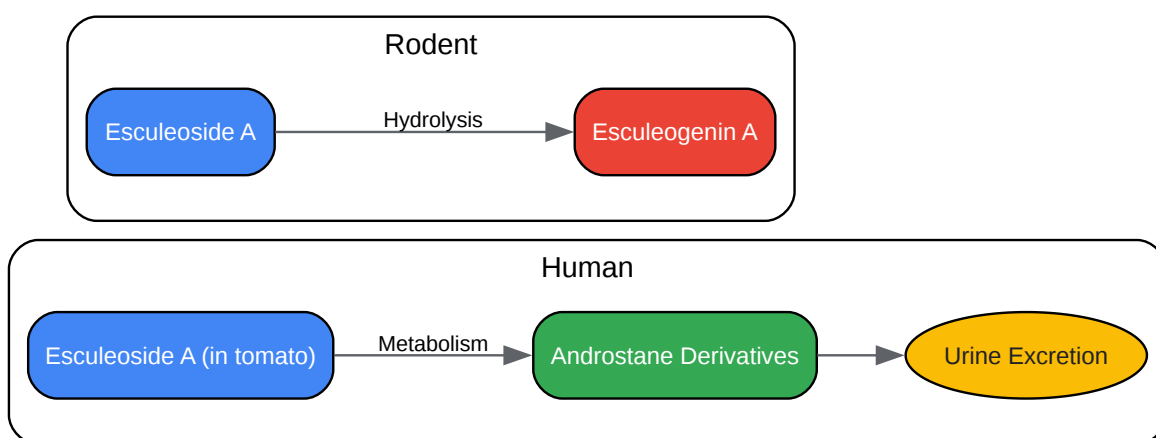 Rodent
Esculeoside A
Hydrolysis
Esculeogenin A
Human
Esculeoside A (in tomato)
Metabolism
Androstane Derivatives
Urine Excretion